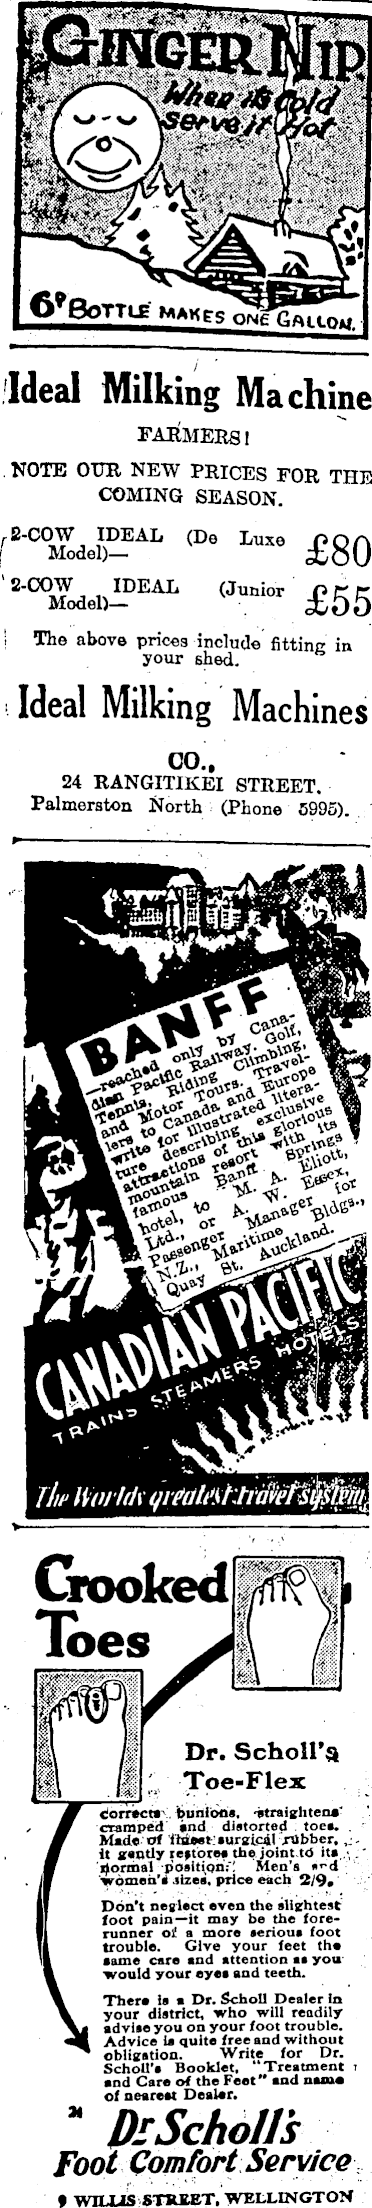 GINGER NIP
When it's Cold
serve it Hot
6D BOTTLE MAKES ONE GALLON.
Ideal Milking Machine
FARMERS!
NOTE OUR NEW PRICES FOR THE
COMING SEASON.
2-COW IDEAL (De Luxe
Model)— £80
2-COW IDEAL (Junior
Model)— £55
The above prices include fitting in
your shed.
Ideal Milking Machines
CO.,
24 RANGITIKEI STREET.
Palmerston North (Phone 5995).
BANFF
—reached only by Cana-
dian Pacific Railway. Golf,
Tennis, Riding Climbing,
and Motor Tours. Travel-
lers to Canada and Europe
write for illustrated litera-
ture describing exclusive
attractions of this glorious
mountain resort with its
famous Banff Springs
hotel, to M. A. Eliott,
Ltd., or A. W. Essex,
Passenger Manager for
N.Z., Maritime Bldgs.,
Quay St. Auckland.
CANADIAN PACIFIC
TRAINS STEAMERS HOTELS
The Worlds greatest travel system
Crooked
Toes
Dr. Scholl's
Toe-Flex
corrects bunions, straightens
cramped and distorted toes.
Made of finest surgical rubber,
it gently restores the joint to its
normal position. Men's and
women's sizes, price each 2/9.
Don't neglect even the slightest
foot pain—it may be the fore-
runner of a more serious foot
trouble. Give your feet the
same care and attention as you
would your eyes and teeth.
There is a Dr. Scholl Dealer in
your district, who will readily
advise you on your foot trouble.
Advice is quite free and without
obligation. Write for Dr.
Scholl's Booklet, "Treatment
and Care of the Feet" and name
of nearest Dealer.
24
Dr Scholl's
Foot Comfort Service
9 WILLIS STREET, WELLINGTON